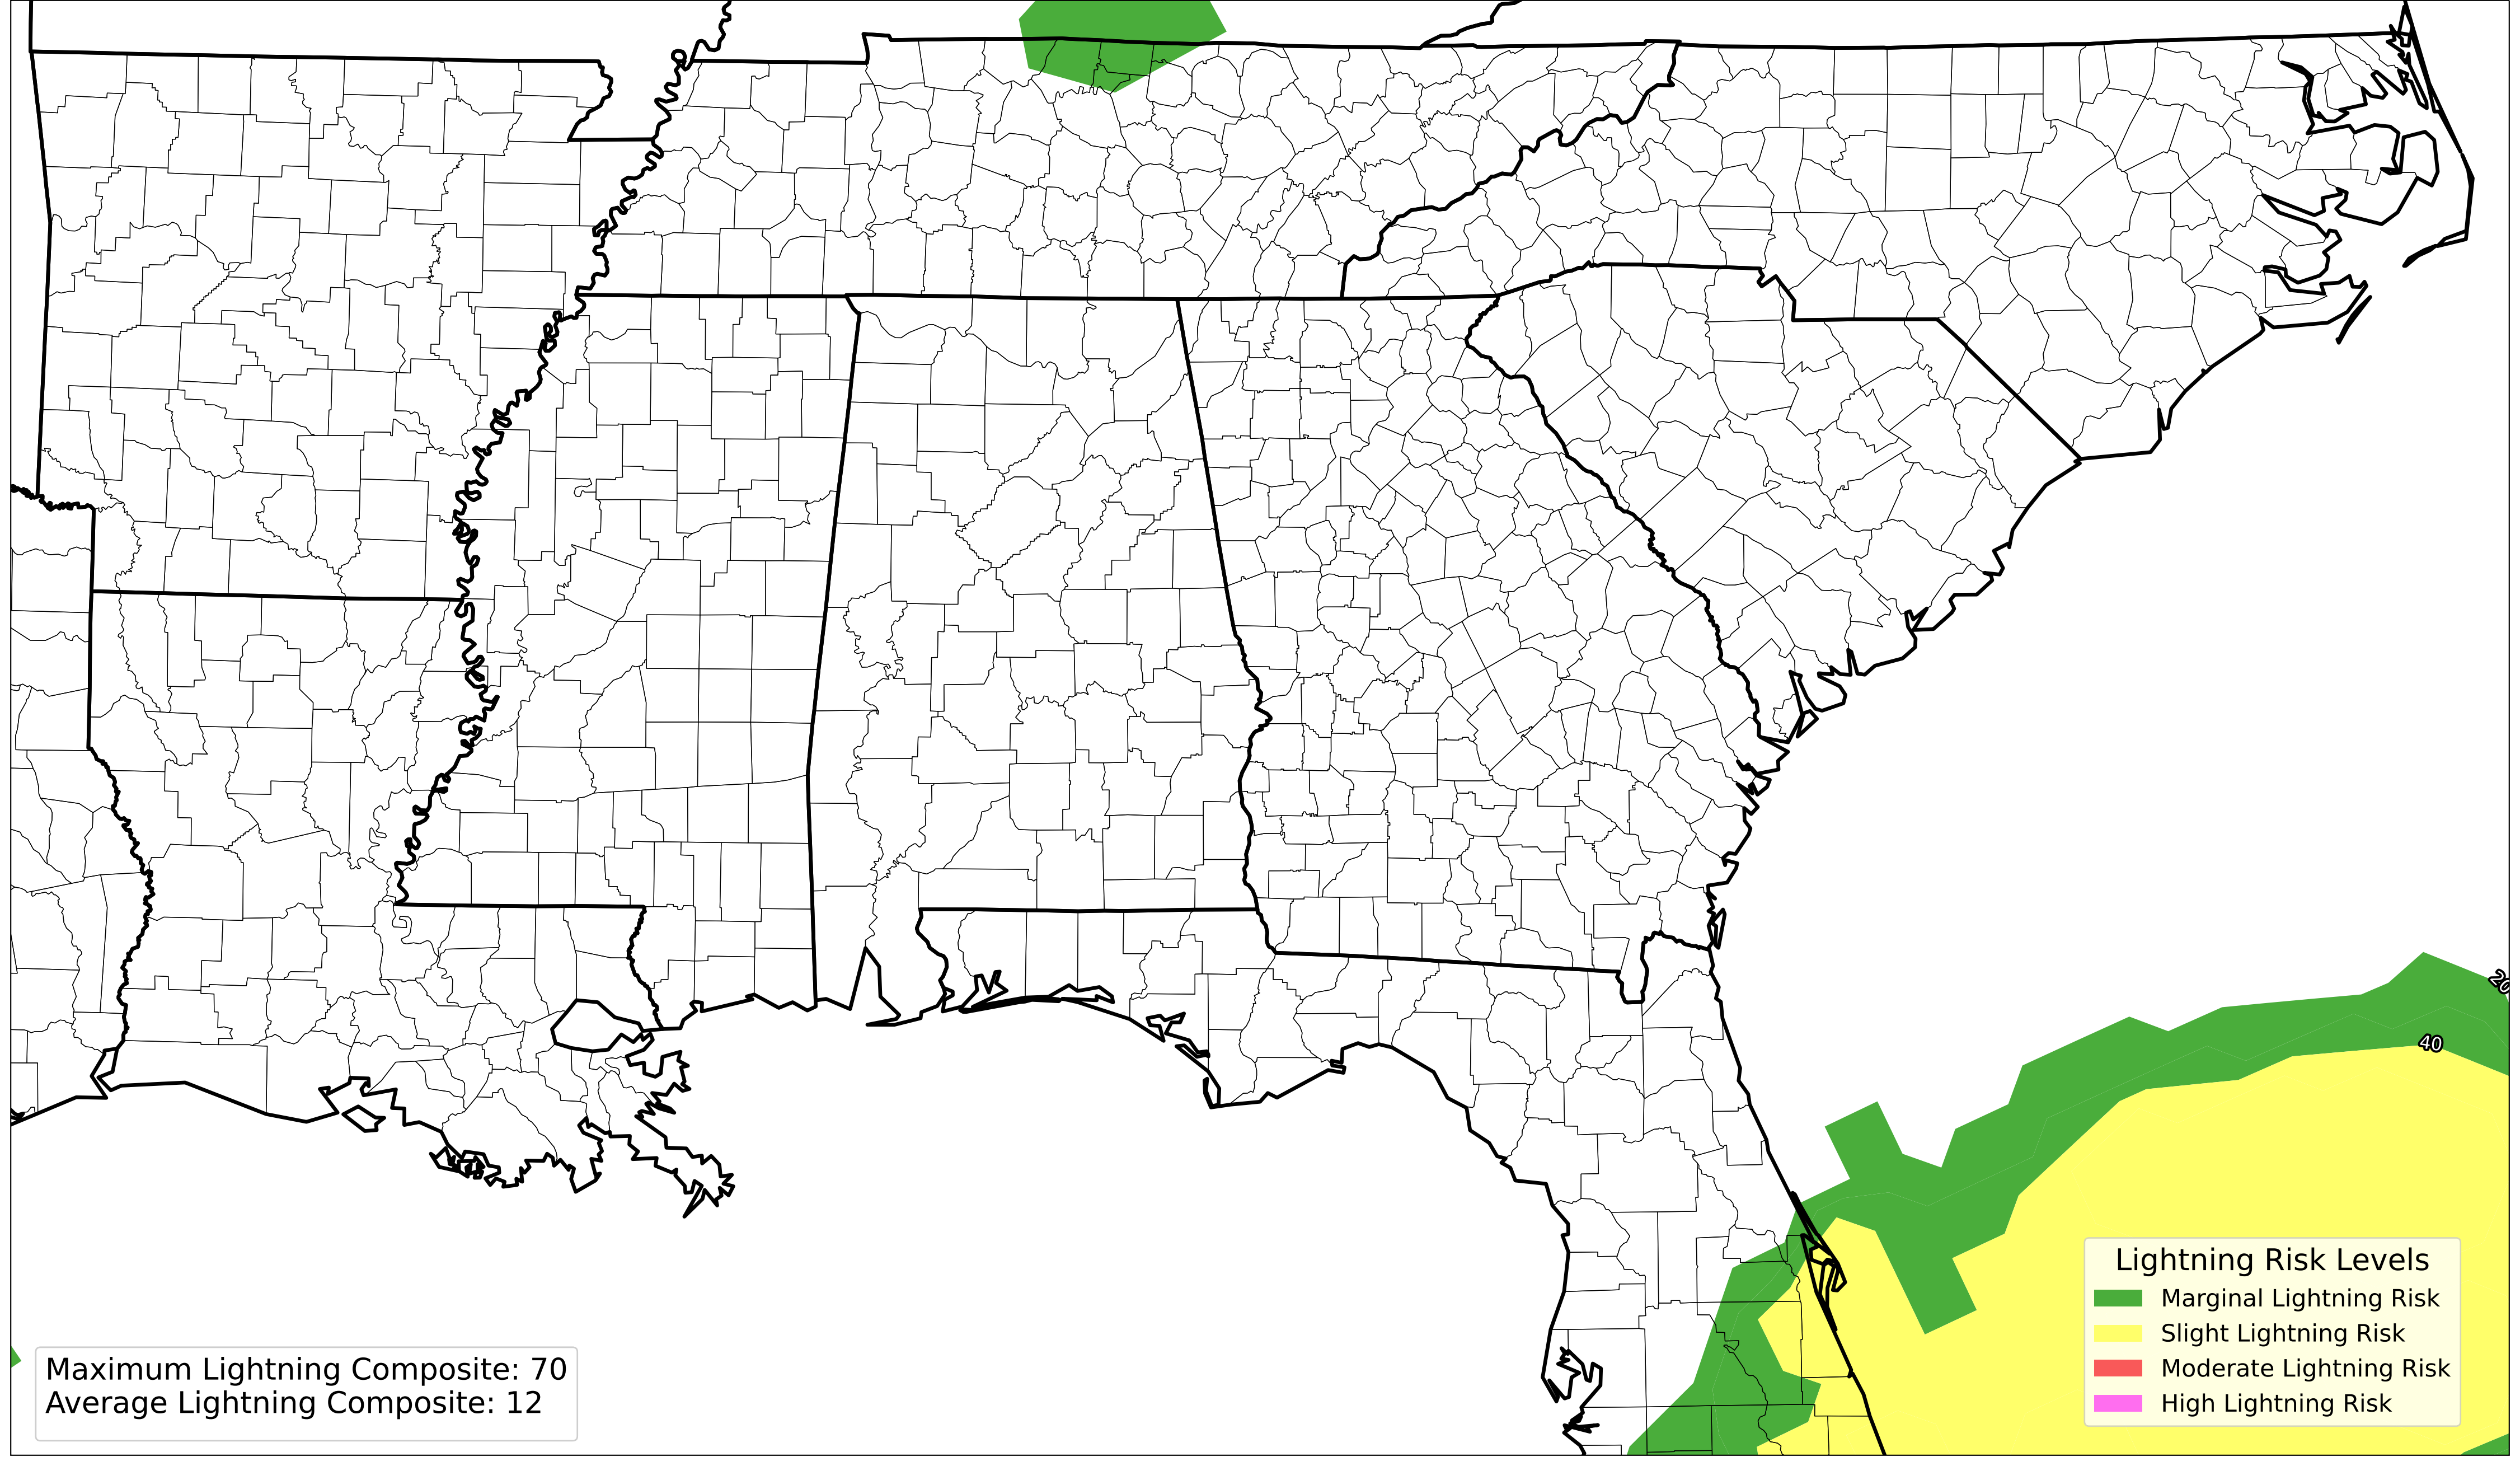 20
40
Lightning Risk Levels
Marginal Lightning Risk
Slight Lightning Risk
Moderate Lightning Risk
High Lightning Risk
Maximum Lightning Composite: 70
Average Lightning Composite: 12